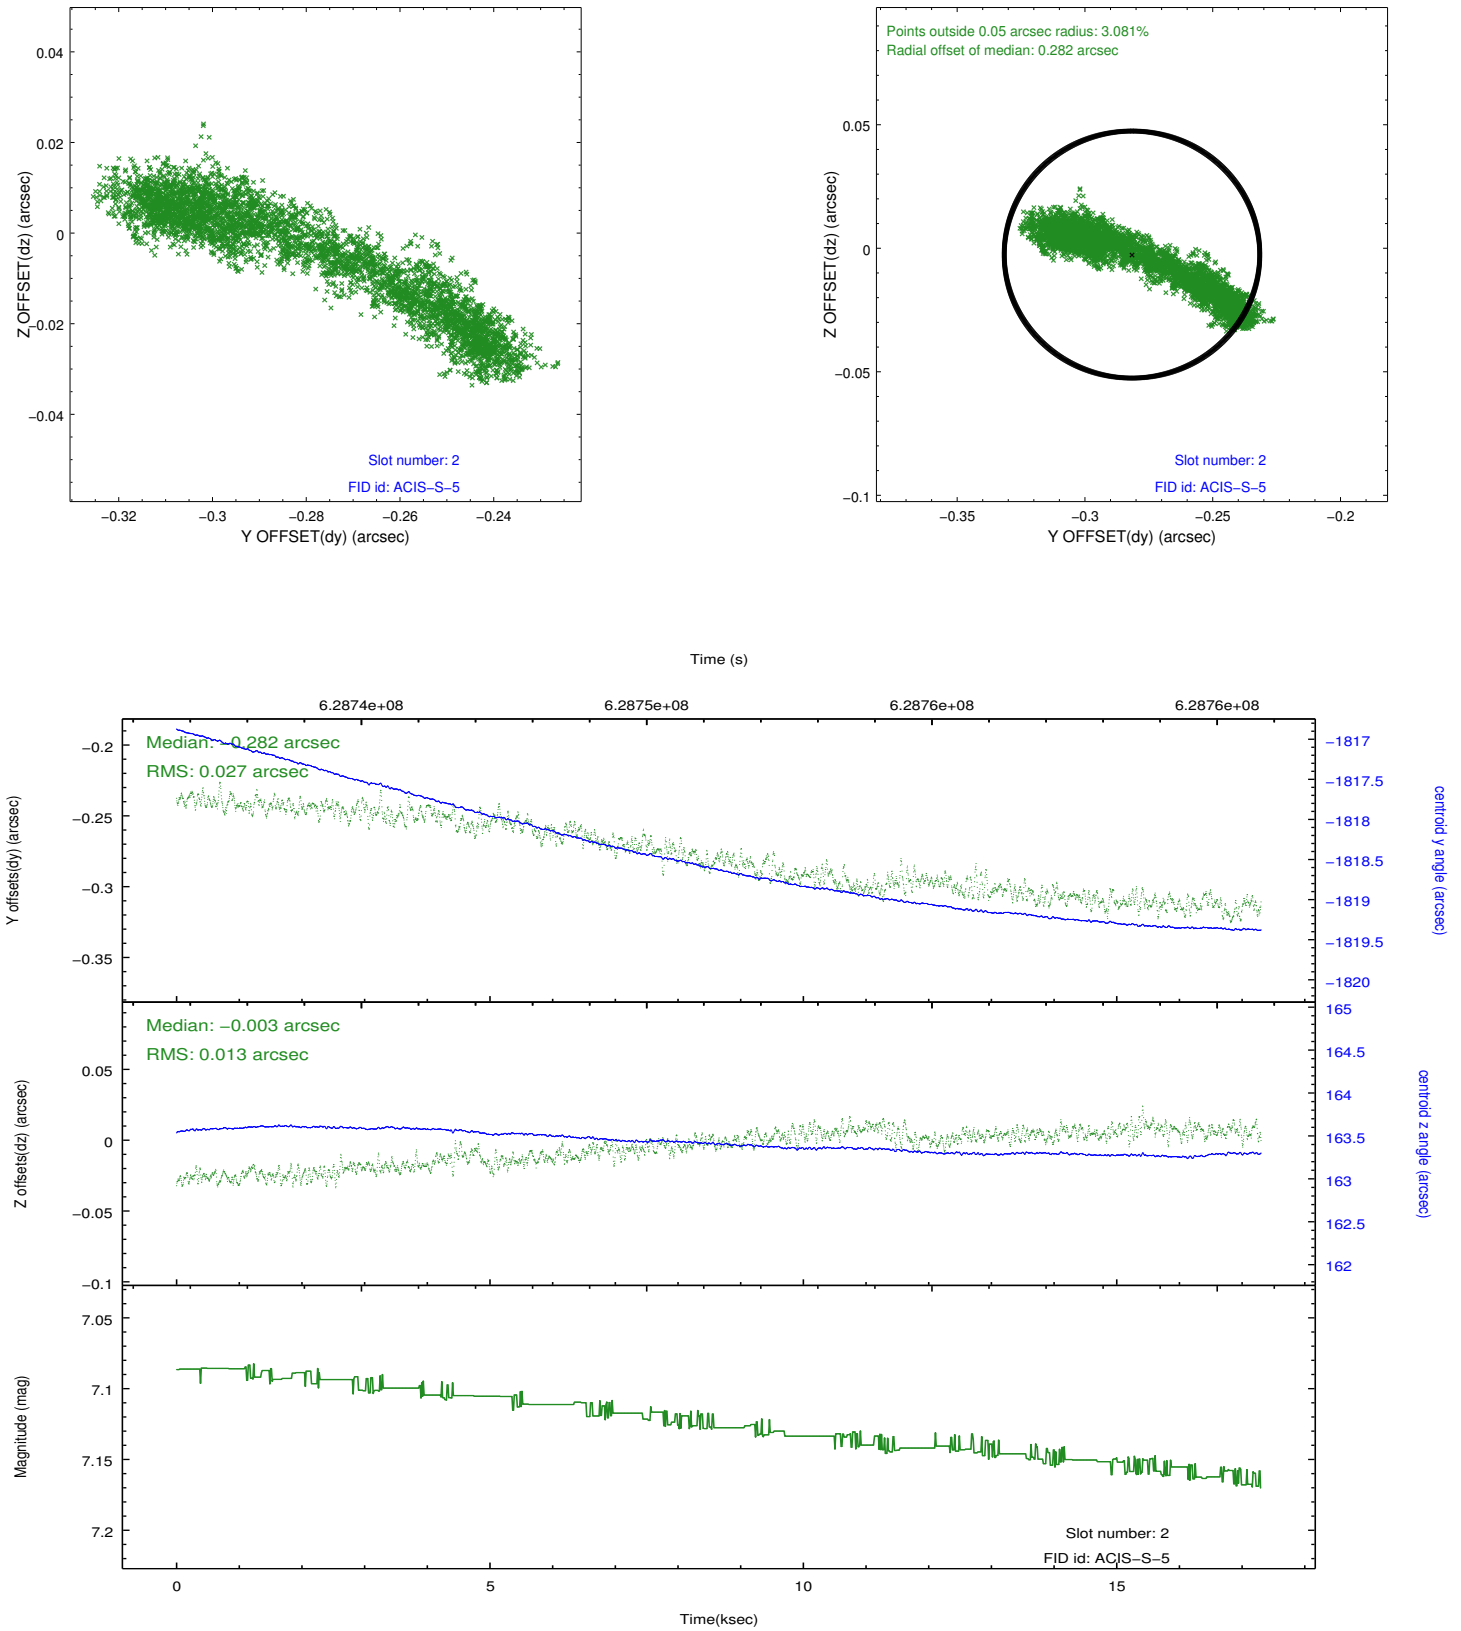 0.04
0.02
0
−0.02
−0.04
Z OFFSET(dz) (arcsec)
Slot number: 2
FID id: ACIS−S−5
−0.32
−0.3
−0.28
−0.26
−0.24
Y OFFSET(dy) (arcsec)
Points outside 0.05 arcsec radius: 3.081%
Radial offset of median: 0.282 arcsec
0.05
0
−0.05
−0.1
Z OFFSET(dz) (arcsec)
Slot number: 2
FID id: ACIS−S−5
−0.35
−0.3
−0.25
−0.2
Y OFFSET(dy) (arcsec)
Time (s)
6.2874e+08
6.2875e+08
6.2876e+08
6.2876e+08
Median: −0.282 arcsec
RMS: 0.027 arcsec
−0.2
−0.25
−0.3
−0.35
Y offsets(dy) (arcsec)
−1817
−1817.5
−1818
−1818.5
−1819
−1819.5
−1820
centroid y angle (arcsec)
Median: −0.003 arcsec
RMS: 0.013 arcsec
0.05
0
−0.05
−0.1
Z offsets(dz) (arcsec)
165
164.5
164
163.5
163
162.5
162
centroid z angle (arcsec)
7.05
7.1
7.15
7.2
Magnitude (mag)
Slot number: 2
FID id: ACIS−S−5
0
5
10
15
Time(ksec)